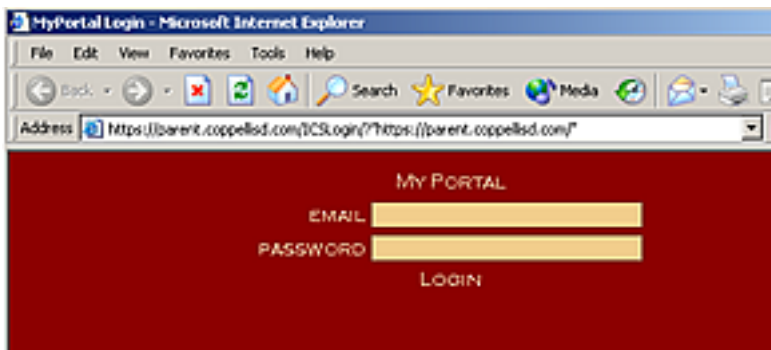 MyPortal Login - Microsoft Internet Explorer
File Edit View Favorites Tools Help
Back Search Favorites Media
Address https://parent.coppellisd.com/ICSLogin/?"https://parent.coppellisd.com/"
MY PORTAL
EMAIL
PASSWORD
LOGIN